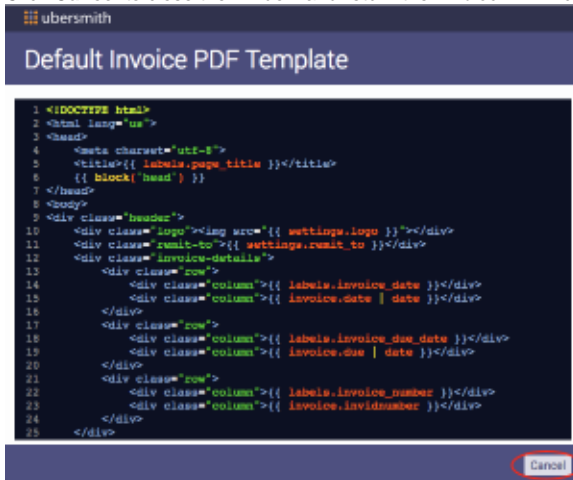 ubersmith
Default Invoice PDF Template
1 <!DOCTYPE html>
2 <html lang="us">
3 <head>
4 <meta charset="utf-8">
5 <title>{{ labels.page_title }}</title>
6 {{ block('head') }}
7 </head>
8 <body>
9 <div class="header">
10 <div class="logo"><img src="{{ settings.logo }}"></div>
11 <div class="remit-to">{{ settings.remit_to }}</div>
12 <div class="invoice-details">
13 <div class="row">
14 <div class="column">{{ labels.invoice_date }}</div>
15 <div class="column">{{ invoice.date | date }}</div>
16 </div>
17 <div class="row">
18 <div class="column">{{ labels.invoice_due_date }}</div>
19 <div class="column">{{ invoice.due | date }}</div>
20 </div>
21 <div class="row">
22 <div class="column">{{ labels.invoice_number }}</div>
23 <div class="column">{{ invoice.invidnumber }}</div>
24 </div>
25 </div>
Cancel